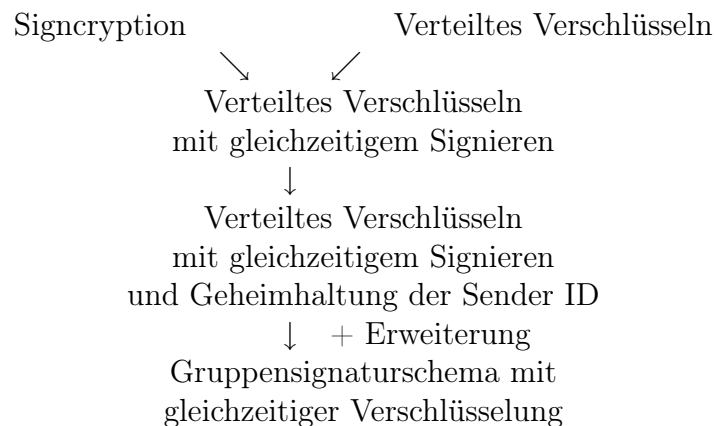 Signcryption Verteiltes Verschlüsseln
↘ ↙
Verteiltes Verschlüsseln
mit gleichzeitigem Signieren
↓
Verteiltes Verschlüsseln
mit gleichzeitigem Signieren
und Geheimhaltung der Sender ID
↓ + Erweiterung
Gruppensignaturschema mit
gleichzeitiger Verschlüsselung